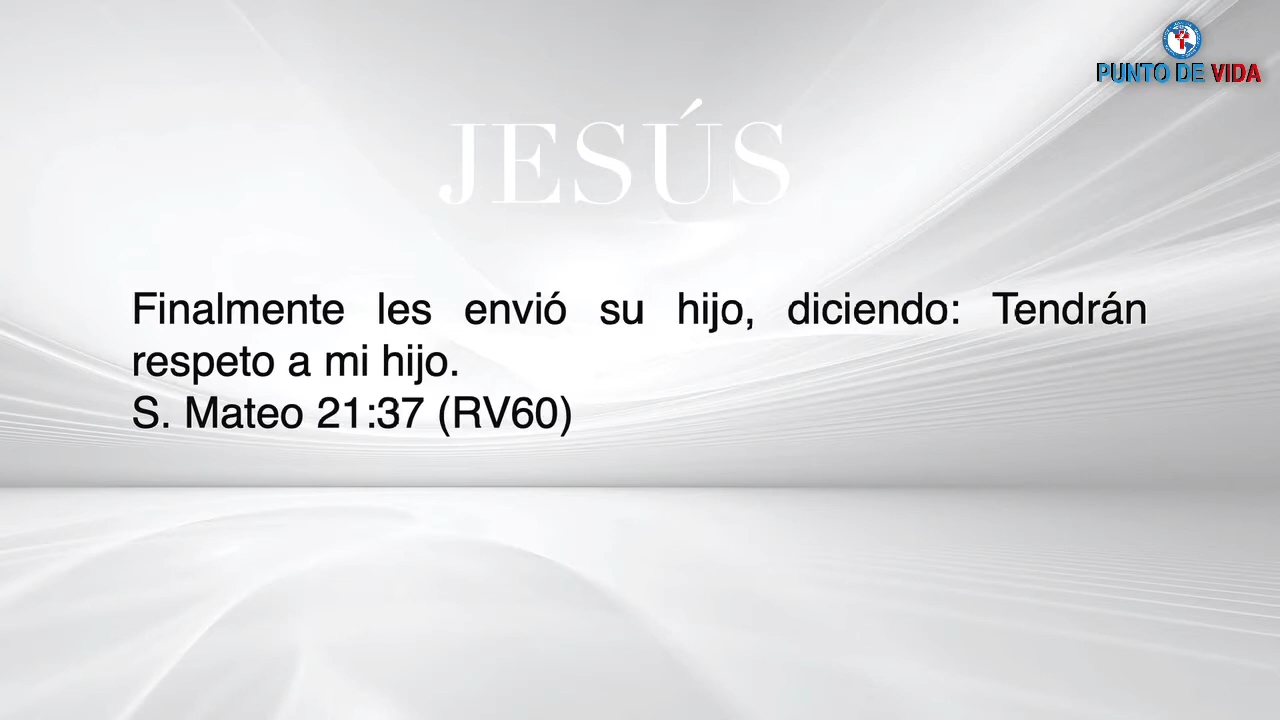 PUNTO DE VIDA
JESÚS
Finalmente les envió su hijo, diciendo: Tendrán
respeto a mi hijo.
S. Mateo 21:37 (RV60)